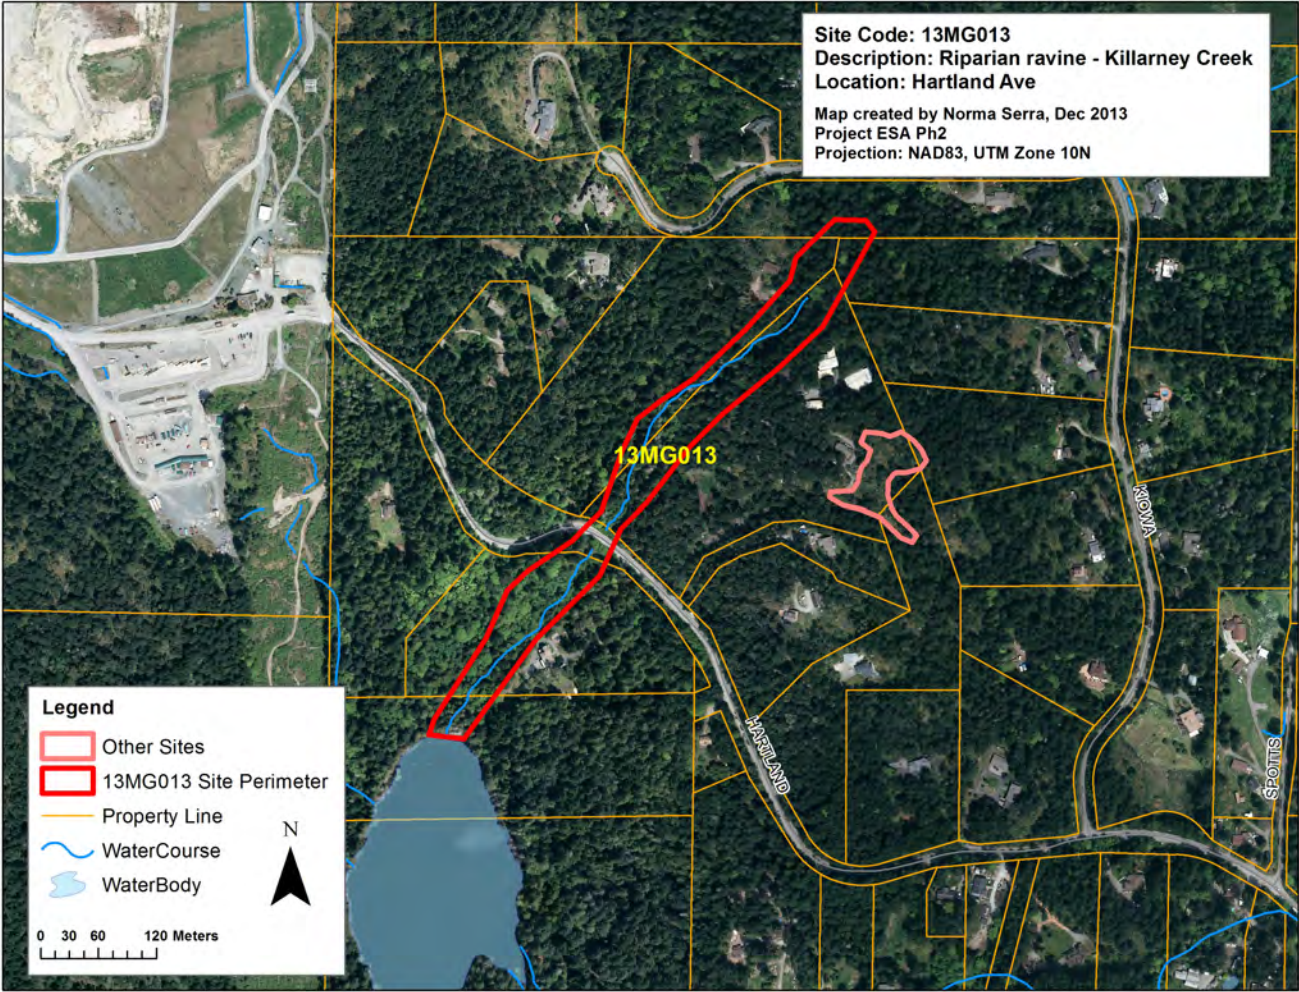 Site Code: 13MG013
Description: Riparian ravine - Killarney Creek
Location: Hartland Ave
Map created by Norma Serra, Dec 2013
Project ESA Ph2
Projection: NAD83, UTM Zone 10N
13MG013
KIOWA
HARTLAND
SPOTTS
Legend
Other Sites
13MG013 Site Perimeter
Property Line
WaterCourse
WaterBody
N
0 30 60 120 Meters